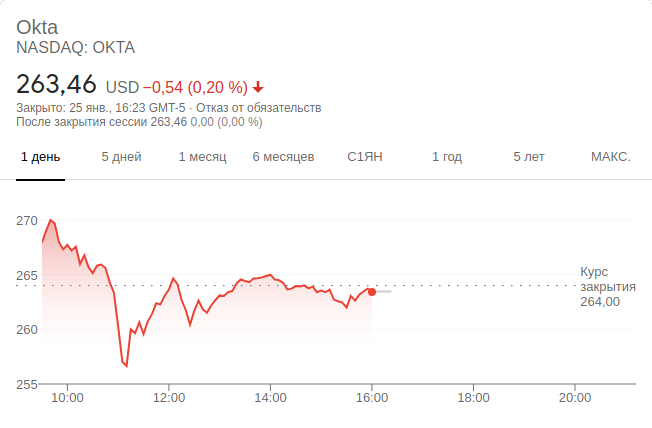 Okta
NASDAQ: OKTA
263,46 USD −0,54 (0,20 %)
Закрыто: 25 янв., 16:23 GMT-5 · Отказ от обязательств
После закрытия сессии 263,46 0,00 (0,00 %)
1 день 5 дней 1 месяц 6 месяцев С1ЯН 1 год 5 лет МАКС.
270
265
Курс
закрытия
264,00
260
255
10:00 12:00 14:00 16:00 18:00 20:00